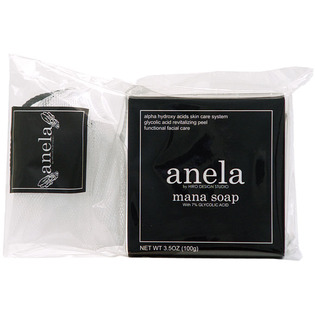 anela
alpha hydroxy acids skin care system
glycolic acid revitalizing peel
functional facial care
anela
by HIRO DESIGN STUDIO
mana soap
With 7% GLYCOLIC ACID
NET WT 3.5OZ (100g)